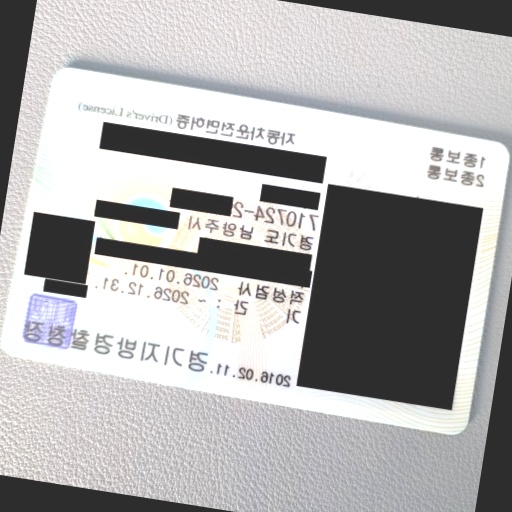 자동차운전면허증 (Driver's License)
1종보통
2종보통
710724-2
경기도 남양주시
적성검사
기 간 :
2026.01.01.
~ 2026.12.31.
2016.02.11.
경기지방경찰청장